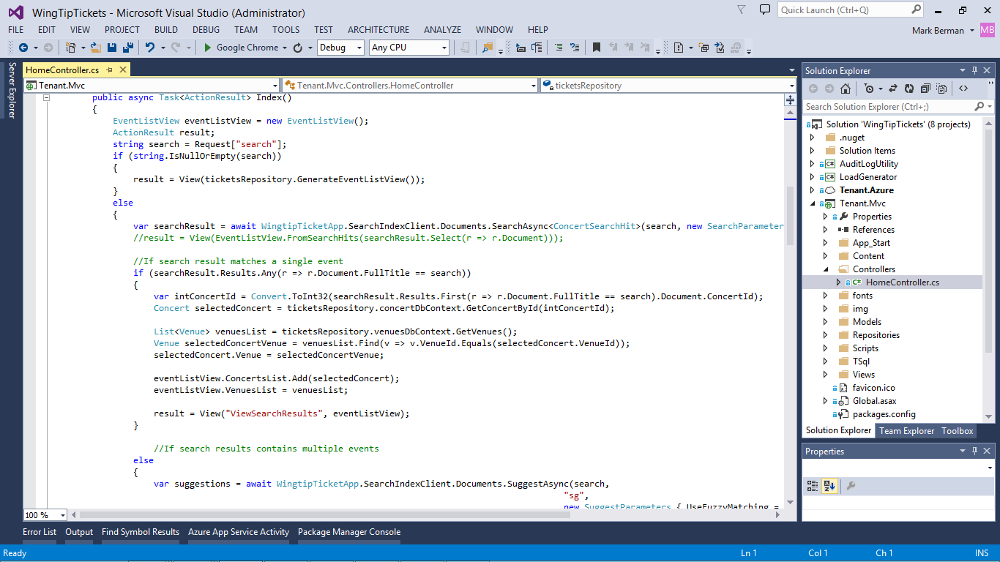 WingTipTickets - Microsoft Visual Studio (Administrator)
Quick Launch (Ctrl+Q)
FILE EDIT VIEW PROJECT BUILD DEBUG TEAM TOOLS TEST ARCHITECTURE ANALYZE WINDOW HELP
Mark Berman MB
Google Chrome Debug Any CPU
Server Explorer
HomeController.cs
Tenant.Mvc Tenant.Mvc.Controllers.HomeController ticketsRepository
public async Task<ActionResult> Index()
{
EventListView eventListView = new EventListView();
ActionResult result;
string search = Request["search"];
if (string.IsNullOrEmpty(search))
{
result = View(ticketsRepository.GenerateEventListView());
}
else
{
var searchResult = await WingtipTicketApp.SearchIndexClient.Documents.SearchAsync<ConcertSearchHit>(search, new SearchParameter
//result = View(EventListView.FromSearchHits(searchResult.Select(r => r.Document)));
//If search result matches a single event
if (searchResult.Results.Any(r => r.Document.FullTitle == search))
{
var intConcertId = Convert.ToInt32(searchResult.Results.First(r => r.Document.FullTitle == search).Document.ConcertId);
Concert selectedConcert = ticketsRepository.concertDbContext.GetConcertById(intConcertId);
List<Venue> venuesList = ticketsRepository.venuesDbContext.GetVenues();
Venue selectedConcertVenue = venuesList.Find(v => v.VenueId.Equals(selectedConcert.VenueId));
selectedConcert.Venue = selectedConcertVenue;
eventListView.ConcertsList.Add(selectedConcert);
eventListView.VenuesList = venuesList;
result = View("ViewSearchResults", eventListView);
}
//If search results contains multiple events
else
{
var suggestions = await WingtipTicketApp.SearchIndexClient.Documents.SuggestAsync(search,
"sg",
new SuggestParameters { UseFuzzyMatching =
100 %
Solution Explorer
Search Solution Explorer (Ctrl+;)
Solution 'WingTipTickets' (8 projects)
.nuget
Solution Items
C# AuditLogUtility
C# LoadGenerator
Tenant.Azure
Tenant.Mvc
Properties
References
App_Start
Content
Controllers
C# HomeController.cs
fonts
img
Models
Repositories
Scripts
TSql
Views
favicon.ico
Global.asax
packages.config
Solution Explorer Team Explorer Toolbox
Properties
Error List Output Find Symbol Results Azure App Service Activity Package Manager Console
Ready Ln 1 Col 1 Ch 1 INS